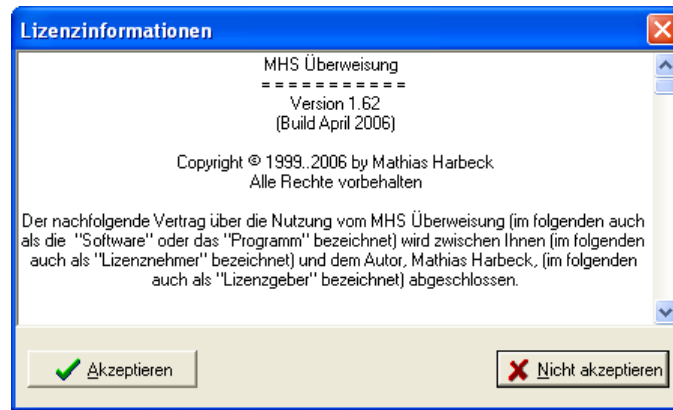 Lizenzinformationen
MHS Überweisung
= = = = = = = = = = =
Version 1.62
(Build April 2006)
Copyright © 1999..2006 by Mathias Harbeck
Alle Rechte vorbehalten
Der nachfolgende Vertrag über die Nutzung vom MHS Überweisung (im folgenden auch
als die "Software" oder das "Programm" bezeichnet) wird zwischen Ihnen (im folgenden
auch als "Lizenznehmer" bezeichnet) und dem Autor, Mathias Harbeck, (im folgenden
auch als "Lizenzgeber" bezeichnet) abgeschlossen.
Akzeptieren
Nicht akzeptieren